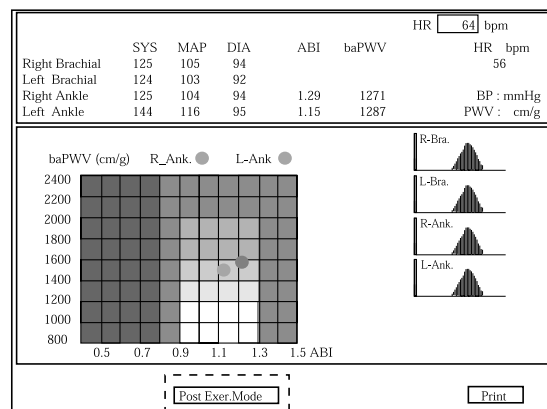 HR 64 bpm
SYS MAP DIA ABI baPWV HR bpm
Right Brachial 125 105 94 56
Left Brachial 124 103 92
Right Ankle 125 104 94 1.29 1271 BP : mmHg
Left Ankle 144 116 95 1.15 1287 PWV : cm/g
baPWV (cm/g) R_Ank. L-Ank
2400
2200
2000
1800
1600
1400
1200
1000
800
0.5 0.7 0.9 1.1 1.3 1.5 ABI
R-Bra.
L-Bra.
R-Ank.
L-Ank.
Post Exer.Mode
Print